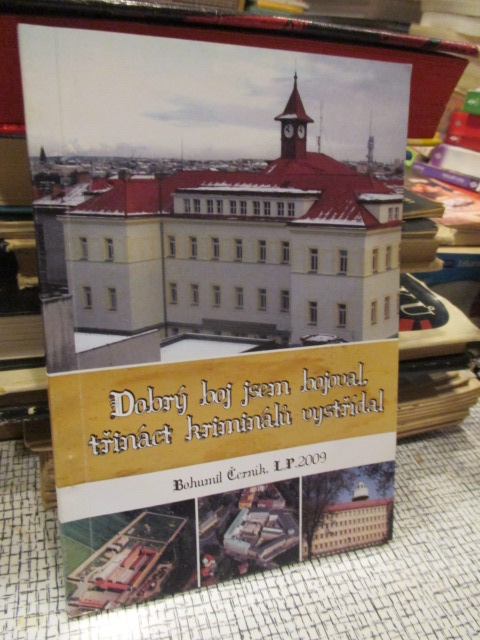 Dobrý boj jsem bojoval,
třináct kriminálů vystřídal
Bohumil Černík, L.P.2009